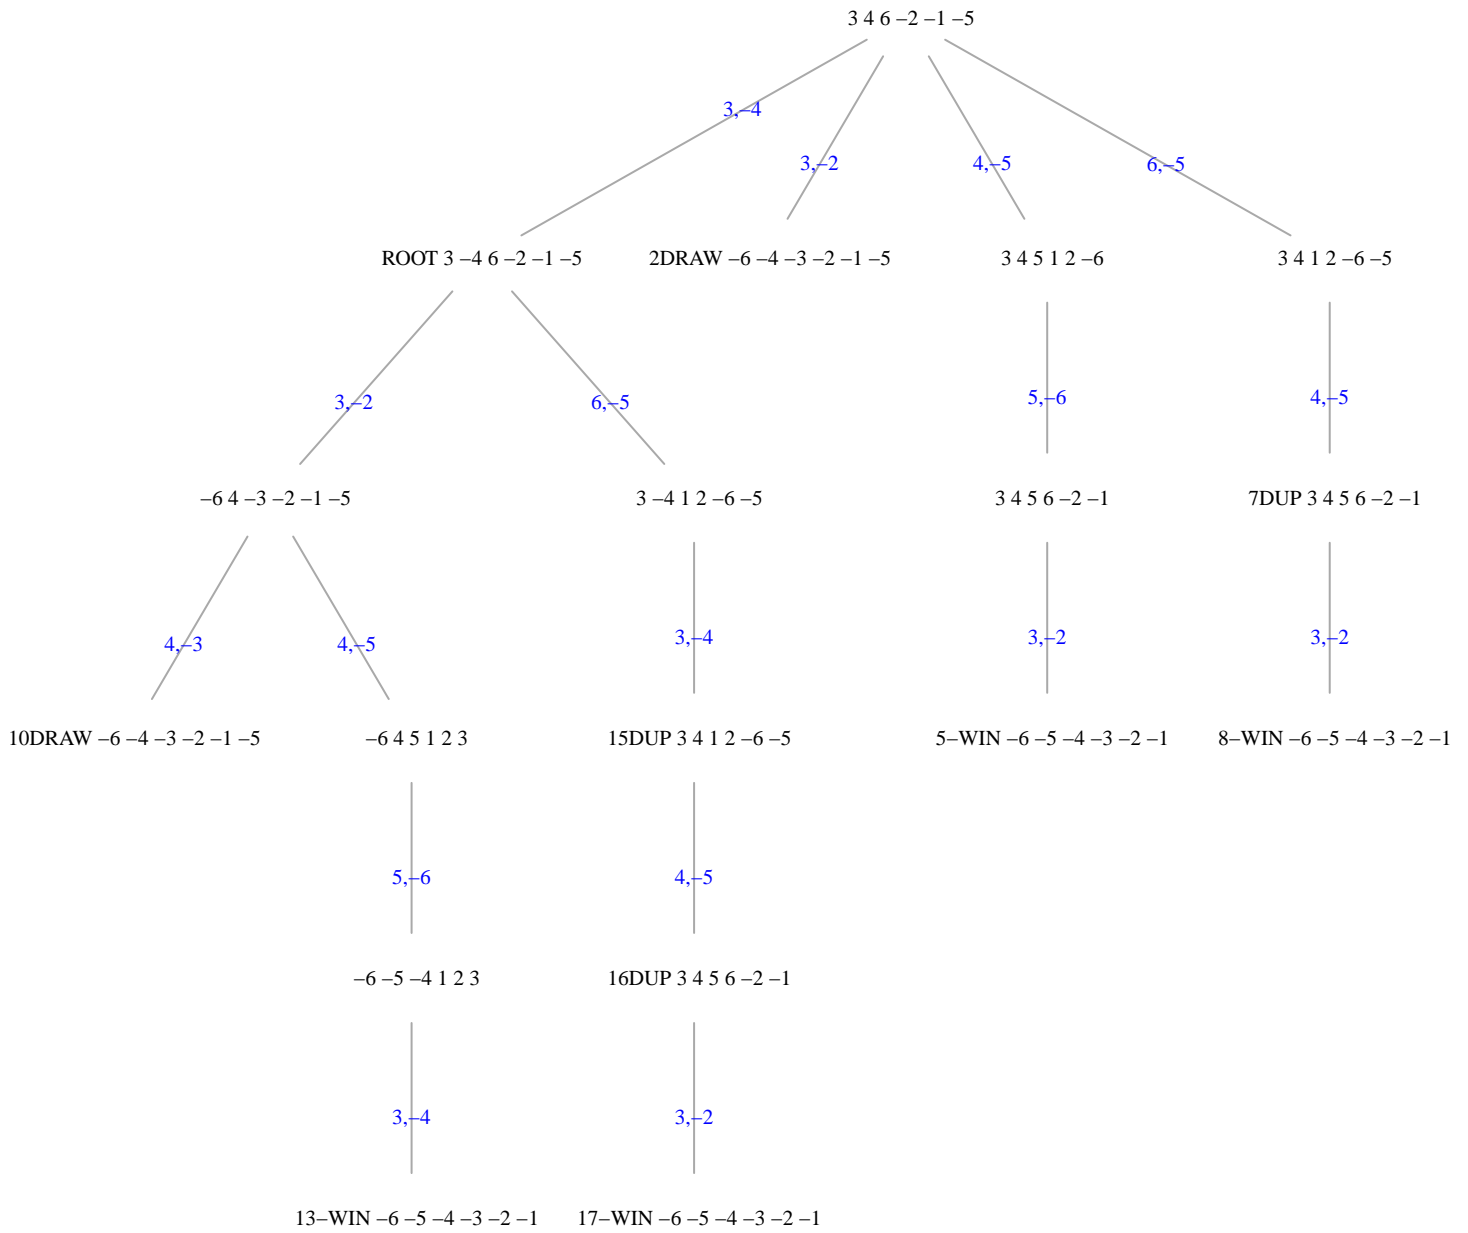 3 4 6 –2 –1 –5
3,–4
3,–2
4,–5
6,–5
ROOT 3 –4 6 –2 –1 –5
2DRAW –6 –4 –3 –2 –1 –5
3 4 5 1 2 –6
3 4 1 2 –6 –5
3,–2
6,–5
5,–6
4,–5
–6 4 –3 –2 –1 –5
3 –4 1 2 –6 –5
3 4 5 6 –2 –1
7DUP 3 4 5 6 –2 –1
4,–3
4,–5
3,–4
3,–2
3,–2
10DRAW –6 –4 –3 –2 –1 –5
–6 4 5 1 2 3
15DUP 3 4 1 2 –6 –5
5–WIN –6 –5 –4 –3 –2 –1
8–WIN –6 –5 –4 –3 –2 –1
5,–6
4,–5
–6 –5 –4 1 2 3
16DUP 3 4 5 6 –2 –1
3,–4
3,–2
13–WIN –6 –5 –4 –3 –2 –1
17–WIN –6 –5 –4 –3 –2 –1